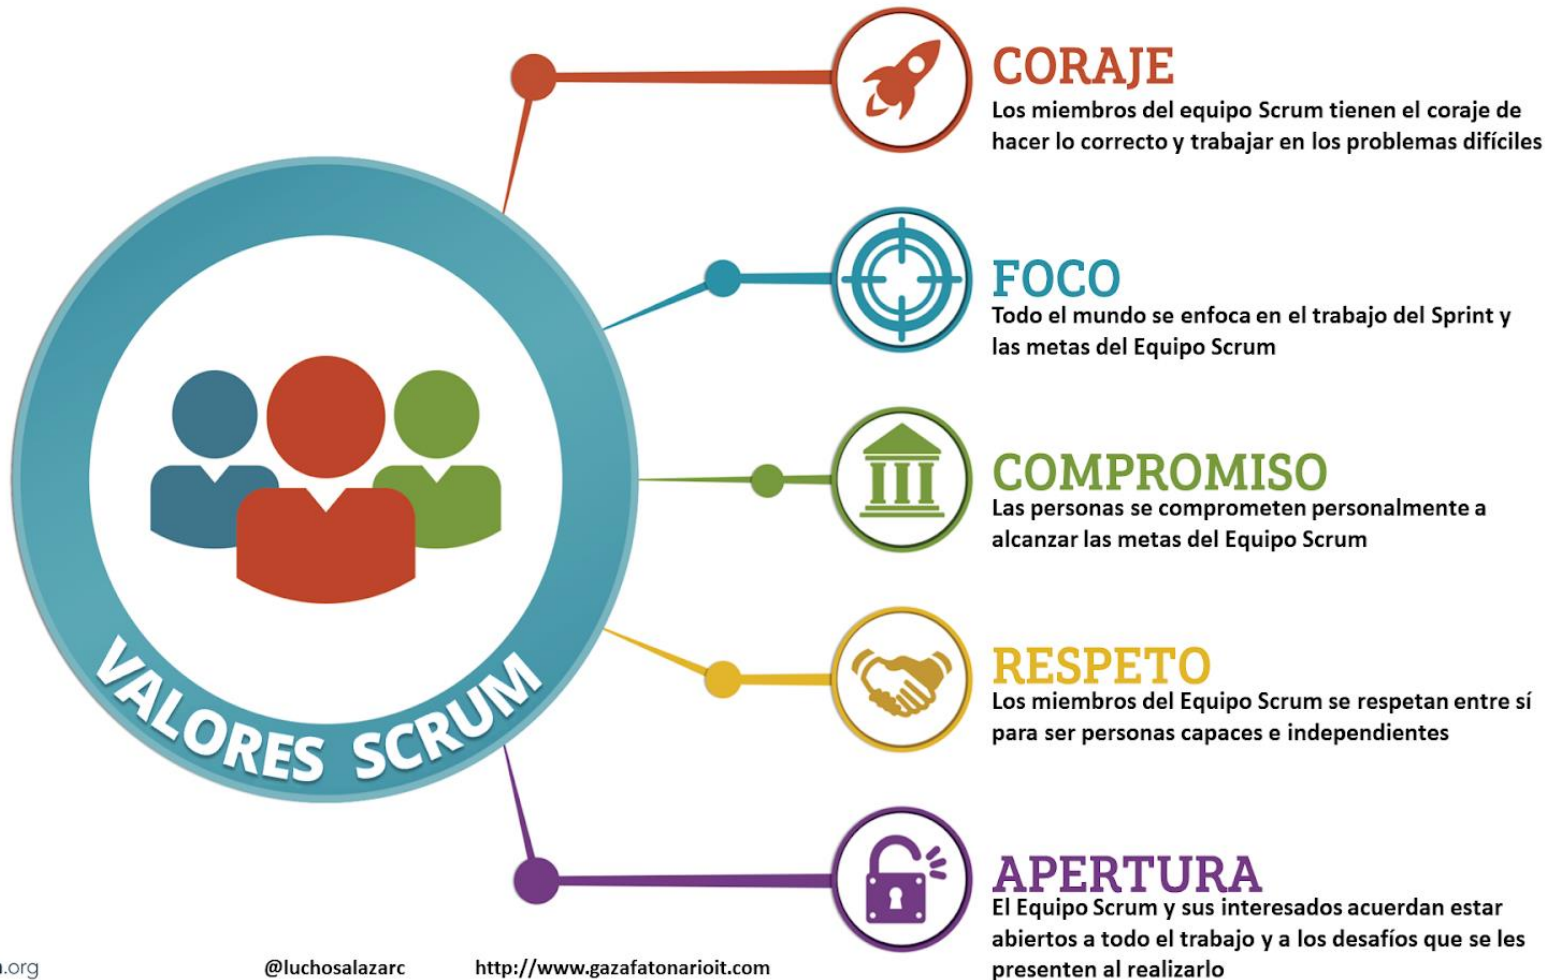 CORAJE
Los miembros del equipo Scrum tienen el coraje de
hacer lo correcto y trabajar en los problemas difíciles
FOCO
Todo el mundo se enfoca en el trabajo del Sprint y
las metas del Equipo Scrum
COMPROMISO
Las personas se comprometen personalmente a
alcanzar las metas del Equipo Scrum
RESPETO
Los miembros del Equipo Scrum se respetan entre sí
para ser personas capaces e independientes
APERTURA
El Equipo Scrum y sus interesados acuerdan estar
abiertos a todo el trabajo y a los desafíos que se les
presenten al realizarlo
VALORES SCRUM
.org
@luchosalazarc
http://www.gazafatonarioit.com